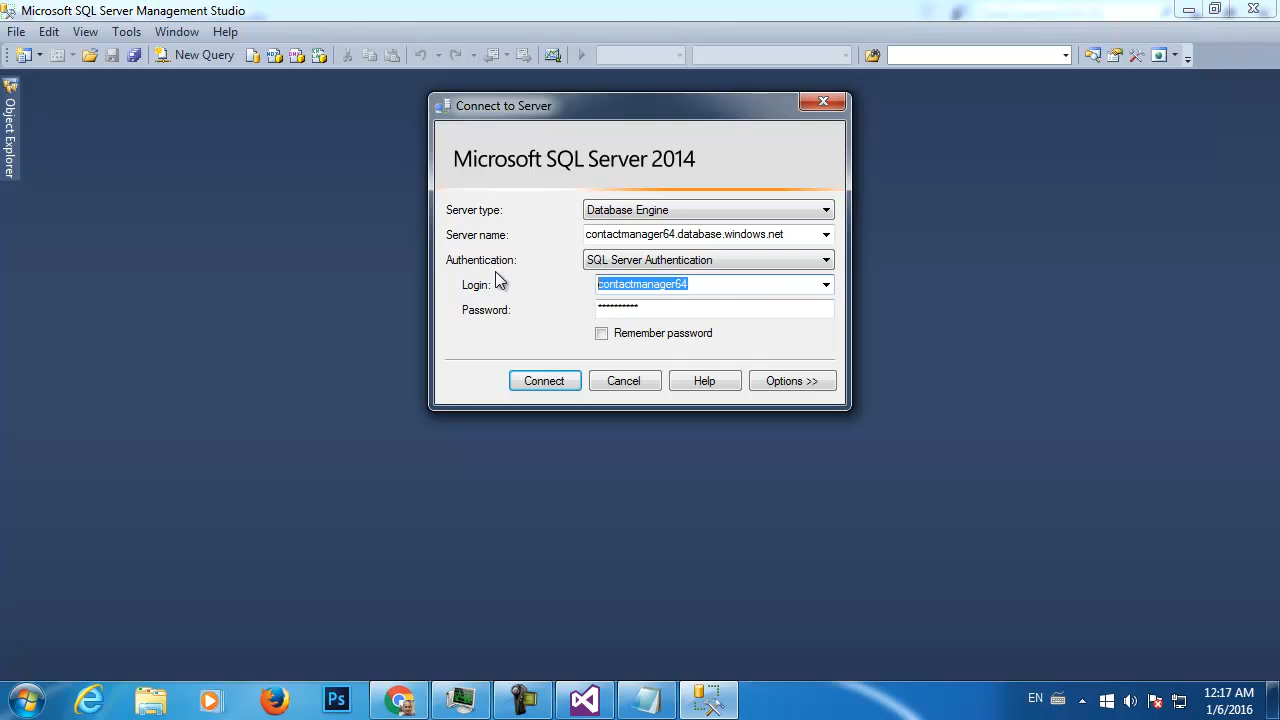 Microsoft SQL Server Management Studio
File Edit View Tools Window Help
New Query
Object Explorer
Connect to Server
Microsoft SQL Server 2014
Server type: Database Engine
Server name: contactmanager64.database.windows.net
Authentication: SQL Server Authentication
Login: contactmanager64
Password: **********
Remember password
Connect Cancel Help Options >>
Ps
EN
12:17 AM
1/6/2016